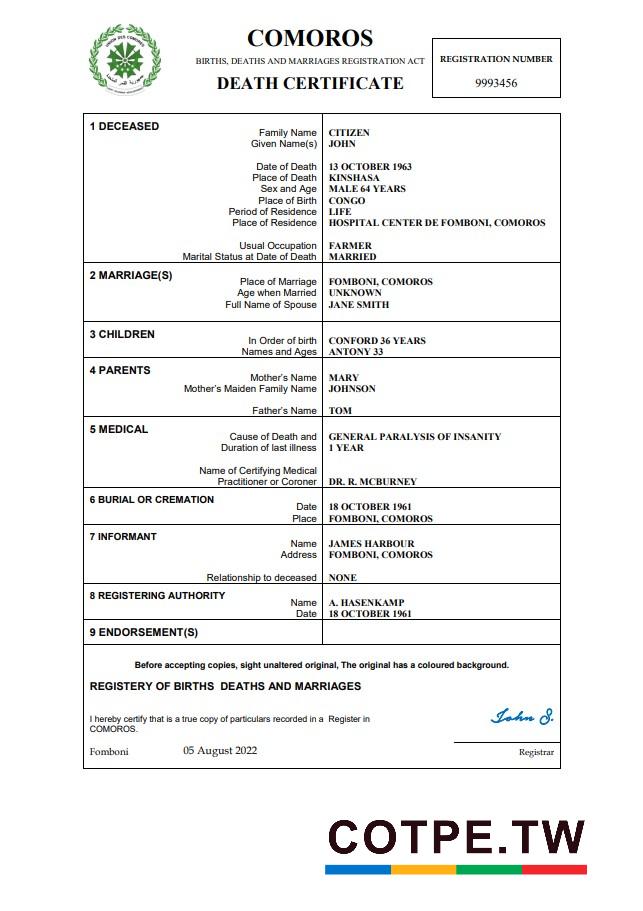 COMOROS
BIRTHS, DEATHS AND MARRIAGES REGISTRATION ACT
DEATH CERTIFICATE
REGISTRATION NUMBER
9993456
UNION DES COMORES
1 DECEASED
Family Name CITIZEN
Given Name(s) JOHN
Date of Death 13 OCTOBER 1963
Place of Death KINSHASA
Sex and Age MALE 64 YEARS
Place of Birth CONGO
Period of Residence LIFE
Place of Residence HOSPITAL CENTER DE FOMBONI, COMOROS
Usual Occupation FARMER
Marital Status at Date of Death MARRIED
2 MARRIAGE(S)
Place of Marriage FOMBONI, COMOROS
Age when Married UNKNOWN
Full Name of Spouse JANE SMITH
3 CHILDREN
In Order of birth CONFORD 36 YEARS
Names and Ages ANTONY 33
4 PARENTS
Mother's Name MARY
Mother's Maiden Family Name JOHNSON
Father's Name TOM
5 MEDICAL
Cause of Death and GENERAL PARALYSIS OF INSANITY
Duration of last illness 1 YEAR
Name of Certifying Medical
Practitioner or Coroner DR. R. MCBURNEY
6 BURIAL OR CREMATION
Date 18 OCTOBER 1961
Place FOMBONI, COMOROS
7 INFORMANT
Name JAMES HARBOUR
Address FOMBONI, COMOROS
Relationship to deceased NONE
8 REGISTERING AUTHORITY
Name A. HASENKAMP
Date 18 OCTOBER 1961
9 ENDORSEMENT(S)
Before accepting copies, sight unaltered original, The original has a coloured background.
REGISTERY OF BIRTHS DEATHS AND MARRIAGES
I hereby certify that is a true copy of particulars recorded in a Register in
COMOROS.
John S.
Fomboni 05 August 2022
Registrar
COTPE.TW